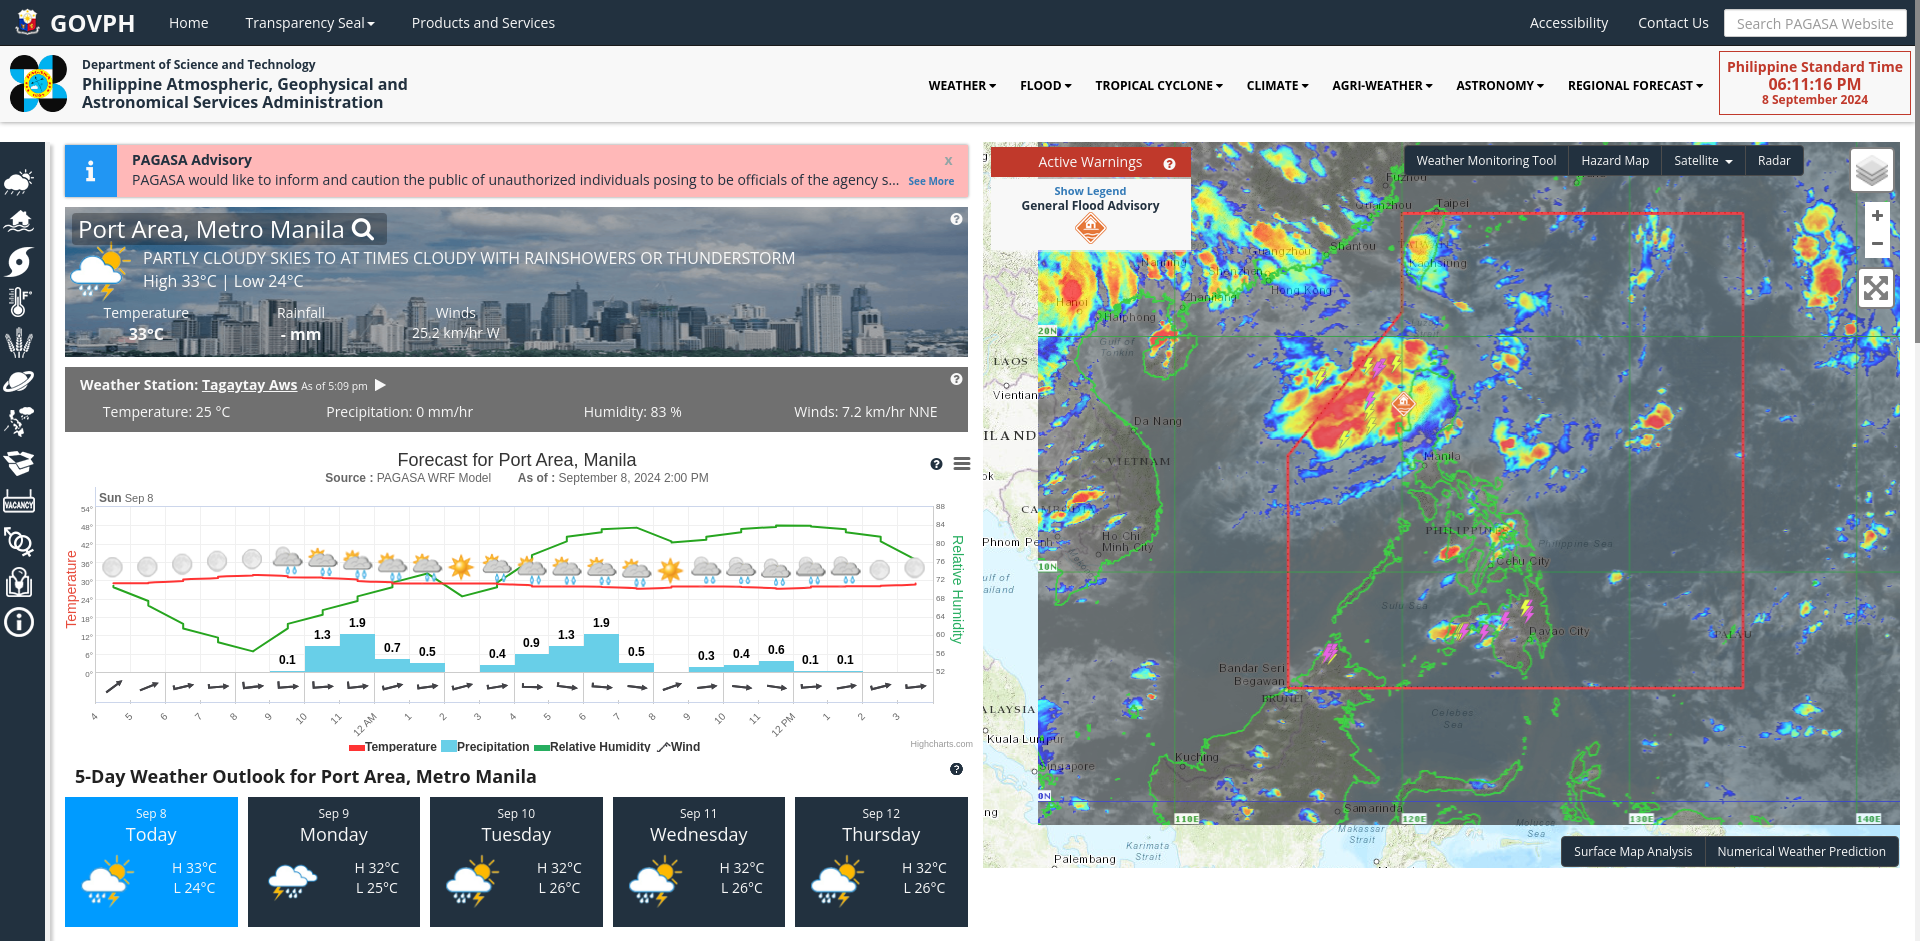 GOVPH
Home
Transparency Seal
Products and Services
Accessibility
Contact Us
Search PAGASA Website
Department of Science and Technology
Philippine Atmospheric, Geophysical and
Astronomical Services Administration
WEATHER
FLOOD
TROPICAL CYCLONE
CLIMATE
AGRI-WEATHER
ASTRONOMY
REGIONAL FORECAST
Philippine Standard Time
06:11:16 PM
8 September 2024
VACANCY
PAGASA Advisory
x
PAGASA would like to inform and caution the public of unauthorized individuals posing to be officials of the agency s...
See More
Port Area, Metro Manila
PARTLY CLOUDY SKIES TO AT TIMES CLOUDY WITH RAINSHOWERS OR THUNDERSTORM
High 33°C | Low 24°C
Temperature
Rainfall
Winds
33°C
- mm
25.2 km/hr W
Weather Station: Tagaytay Aws As of 5:09 pm
Temperature: 25 °C
Precipitation: 0 mm/hr
Humidity: 83 %
Winds: 7.2 km/hr NNE
Forecast for Port Area, Manila
Source : PAGASA WRF Model
As of : September 8, 2024 2:00 PM
Sun Sep 8
54°
48°
42°
36°
30°
24°
18°
12°
6°
0°
Temperature
88
84
80
76
72
68
64
60
56
52
Relative Humidity
0.1
1.3
1.9
0.7
0.5
0.4
0.9
1.3
1.9
0.5
0.3
0.4
0.6
0.1
0.1
4
5
6
7
8
9
10
11
12 AM
1
2
3
4
5
6
7
8
9
10
11
12 PM
1
2
3
Temperature
Precipitation
Relative Humidity
Wind
Highcharts.com
5-Day Weather Outlook for Port Area, Metro Manila
Sep 8
Today
H 33°C
L 24°C
Sep 9
Monday
H 32°C
L 25°C
Sep 10
Tuesday
H 32°C
L 26°C
Sep 11
Wednesday
H 32°C
L 26°C
Sep 12
Thursday
H 32°C
L 26°C
Active Warnings
Show Legend
General Flood Advisory
Weather Monitoring Tool
Hazard Map
Satellite
Radar
+
−
Fuzhou
Taipei
Quanzhou
Shantou
Guangzhou
Kaohsiung
Nanning
Shenzhen
Hong Kong
Zhanjiang
Hanoi
Haiphong
20N
Gulf of
Tonkin
LAOS
Vientian
Da Nang
ILAND
VIETNAM
Manila
ok
CAMBODIA
PHILIPPINES
Philippine Sea
Ho Chi
Minh City
Phnom Penh
Cebu City
10N
ulf of
ailand
Sulu Sea
Davao City
PALAU
Bandar Seri
Begawan
BRUNEI
ALAYSIA
Celebes
Sea
Kuala Lumpur
Kuching
Singapore
0N
Samarinda
ng
110E
120E
130E
140E
Makassar
Strait
Molucca
Sea
Karimata
Strait
Palembang
Surface Map Analysis
Numerical Weather Prediction